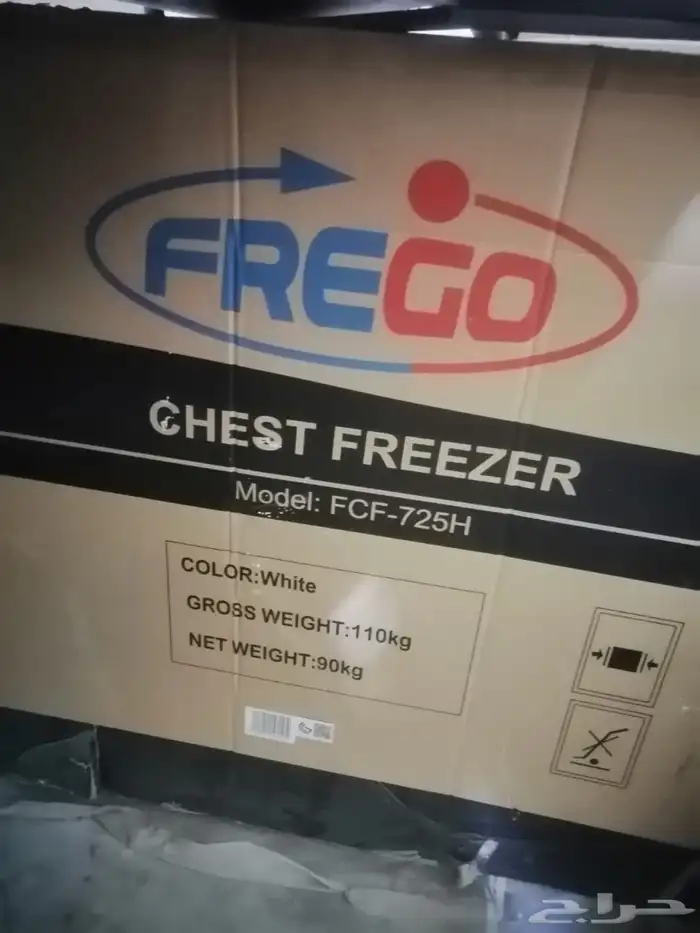 FREGO
CHEST FREEZER
Model: FCF-725H
COLOR:White
GROSS WEIGHT:110kg
NET WEIGHT:90kg
حراج